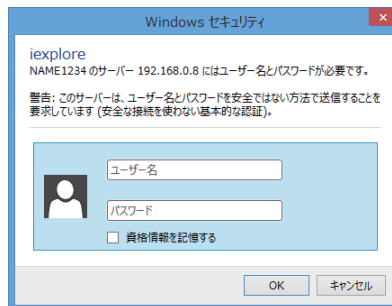 Windows セキュリティ
iexplore
NAME1234 のサーバー 192.168.0.8 にはユーザー名とパスワードが必要です。
警告: このサーバーは、ユーザー名とパスワードを安全ではない方法で送信することを
要求しています (安全な接続を使わない基本的な認証)。
ユーザー名
パスワード
資格情報を記憶する
OK キャンセル